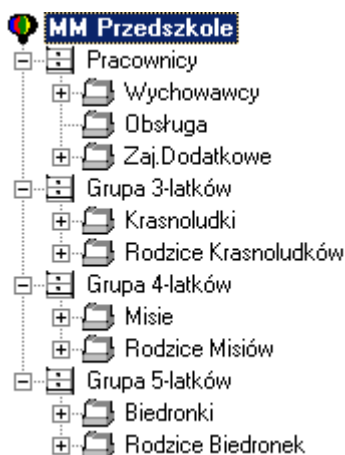 MM Przedszkole
Pracownicy
Wychowawcy
Obsługa
Zaj.Dodatkowe
Grupa 3-latków
Krasnoludki
Rodzice Krasnoludków
Grupa 4-latków
Misie
Rodzice Misiów
Grupa 5-latków
Biedronki
Rodzice Biedronek